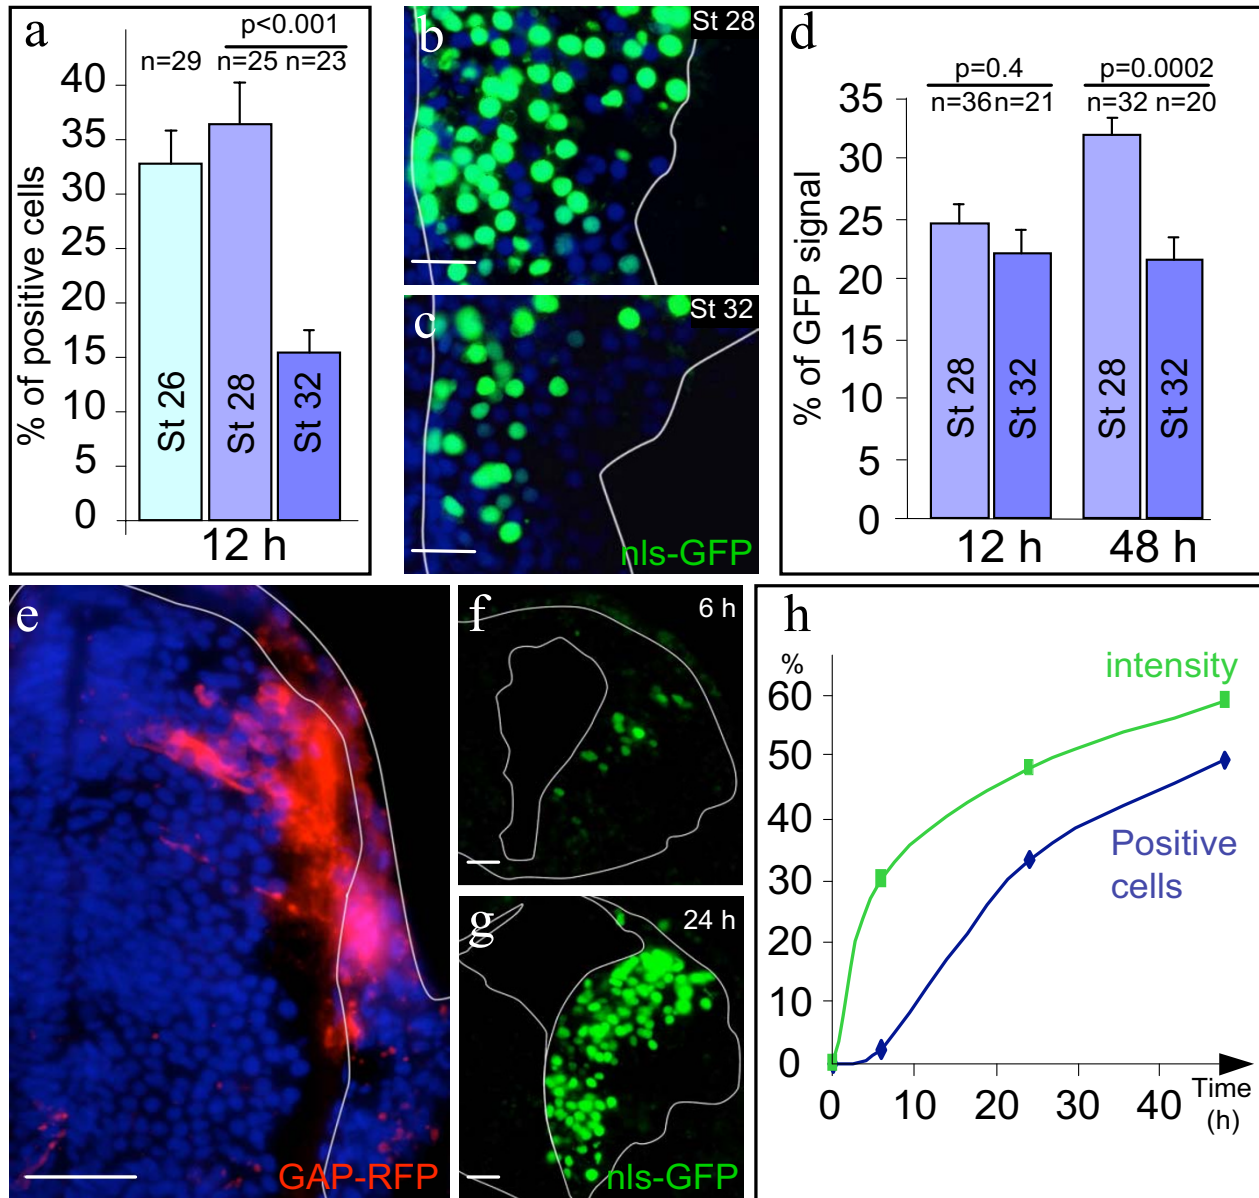 a
p<0.001
n=29 n=25 n=23
% of positive cells
40
35
30
25
20
15
10
5
0
St 26
St 28
St 32
12 h
b
St 28
c
St 32
nls-GFP
d
p=0.4
p=0.0002
n=36 n=21
n=32 n=20
% of GFP signal
35
30
25
20
15
10
5
0
St 28
St 32
St 28
St 32
12 h
48 h
e
GAP-RFP
f
6 h
g
24 h
nls-GFP
h
%
60
50
40
30
20
10
0
intensity
Positive
cells
0 10 20 30 40
Time
(h)